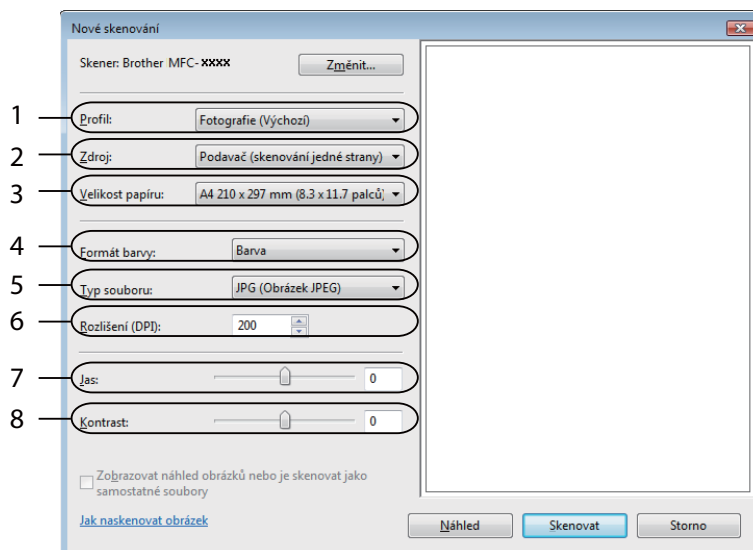 Nové skenování
Skener: Brother MFC-XXXX
Změnit...
1
Profil:
Fotografie (Výchozí)
2
Zdroj:
Podavač (skenování jedné strany)
3
Velikost papíru:
A4 210 x 297 mm (8.3 x 11.7 palců;
4
Formát barvy:
Barva
5
Typ souboru:
JPG (Obrázek JPEG)
6
Rozlišení (DPI):
200
7
Jas:
0
8
Kontrast:
0
Zobrazovat náhled obrázků nebo je skenovat jako
samostatné soubory
Jak naskenovat obrázek
Náhled
Skenovat
Storno